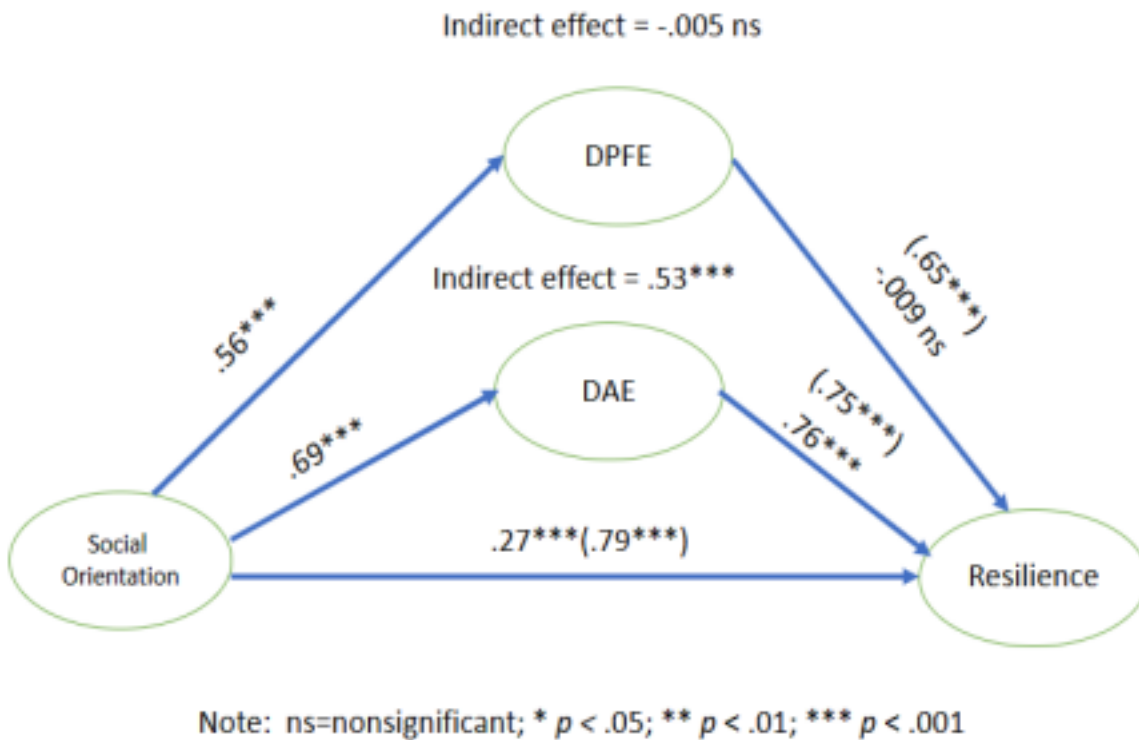 Indirect effect = -.005 ns
DPFE
Indirect effect = .53***
(.65***)
-.009 ns
.56***
DAE
(.75***)
.76***
.69***
.27***(.79***)
Social
Orientation
Resilience
Note: ns=nonsignificant; * p < .05; ** p < .01; *** p < .001